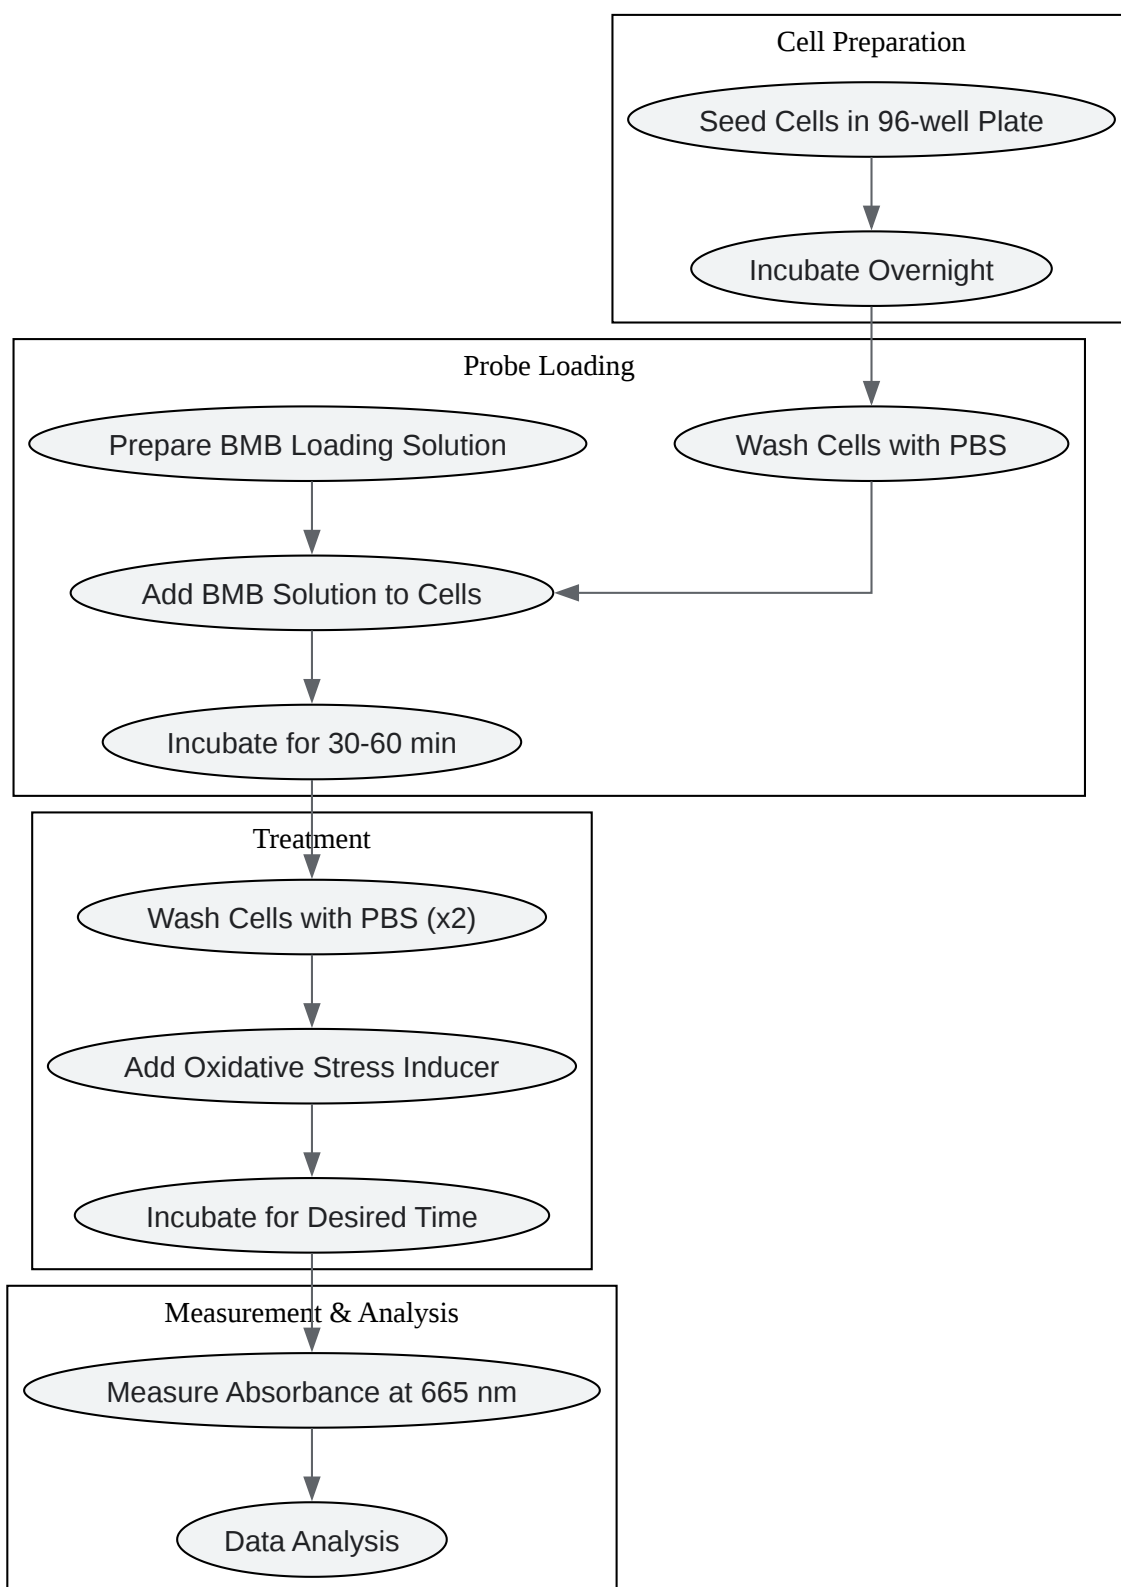 Cell Preparation
Seed Cells in 96-well Plate
Incubate Overnight
Probe Loading
Prepare BMB Loading Solution
Wash Cells with PBS
Add BMB Solution to Cells
Incubate for 30-60 min
Treatment
Wash Cells with PBS (x2)
Add Oxidative Stress Inducer
Incubate for Desired Time
Measurement & Analysis
Measure Absorbance at 665 nm
Data Analysis